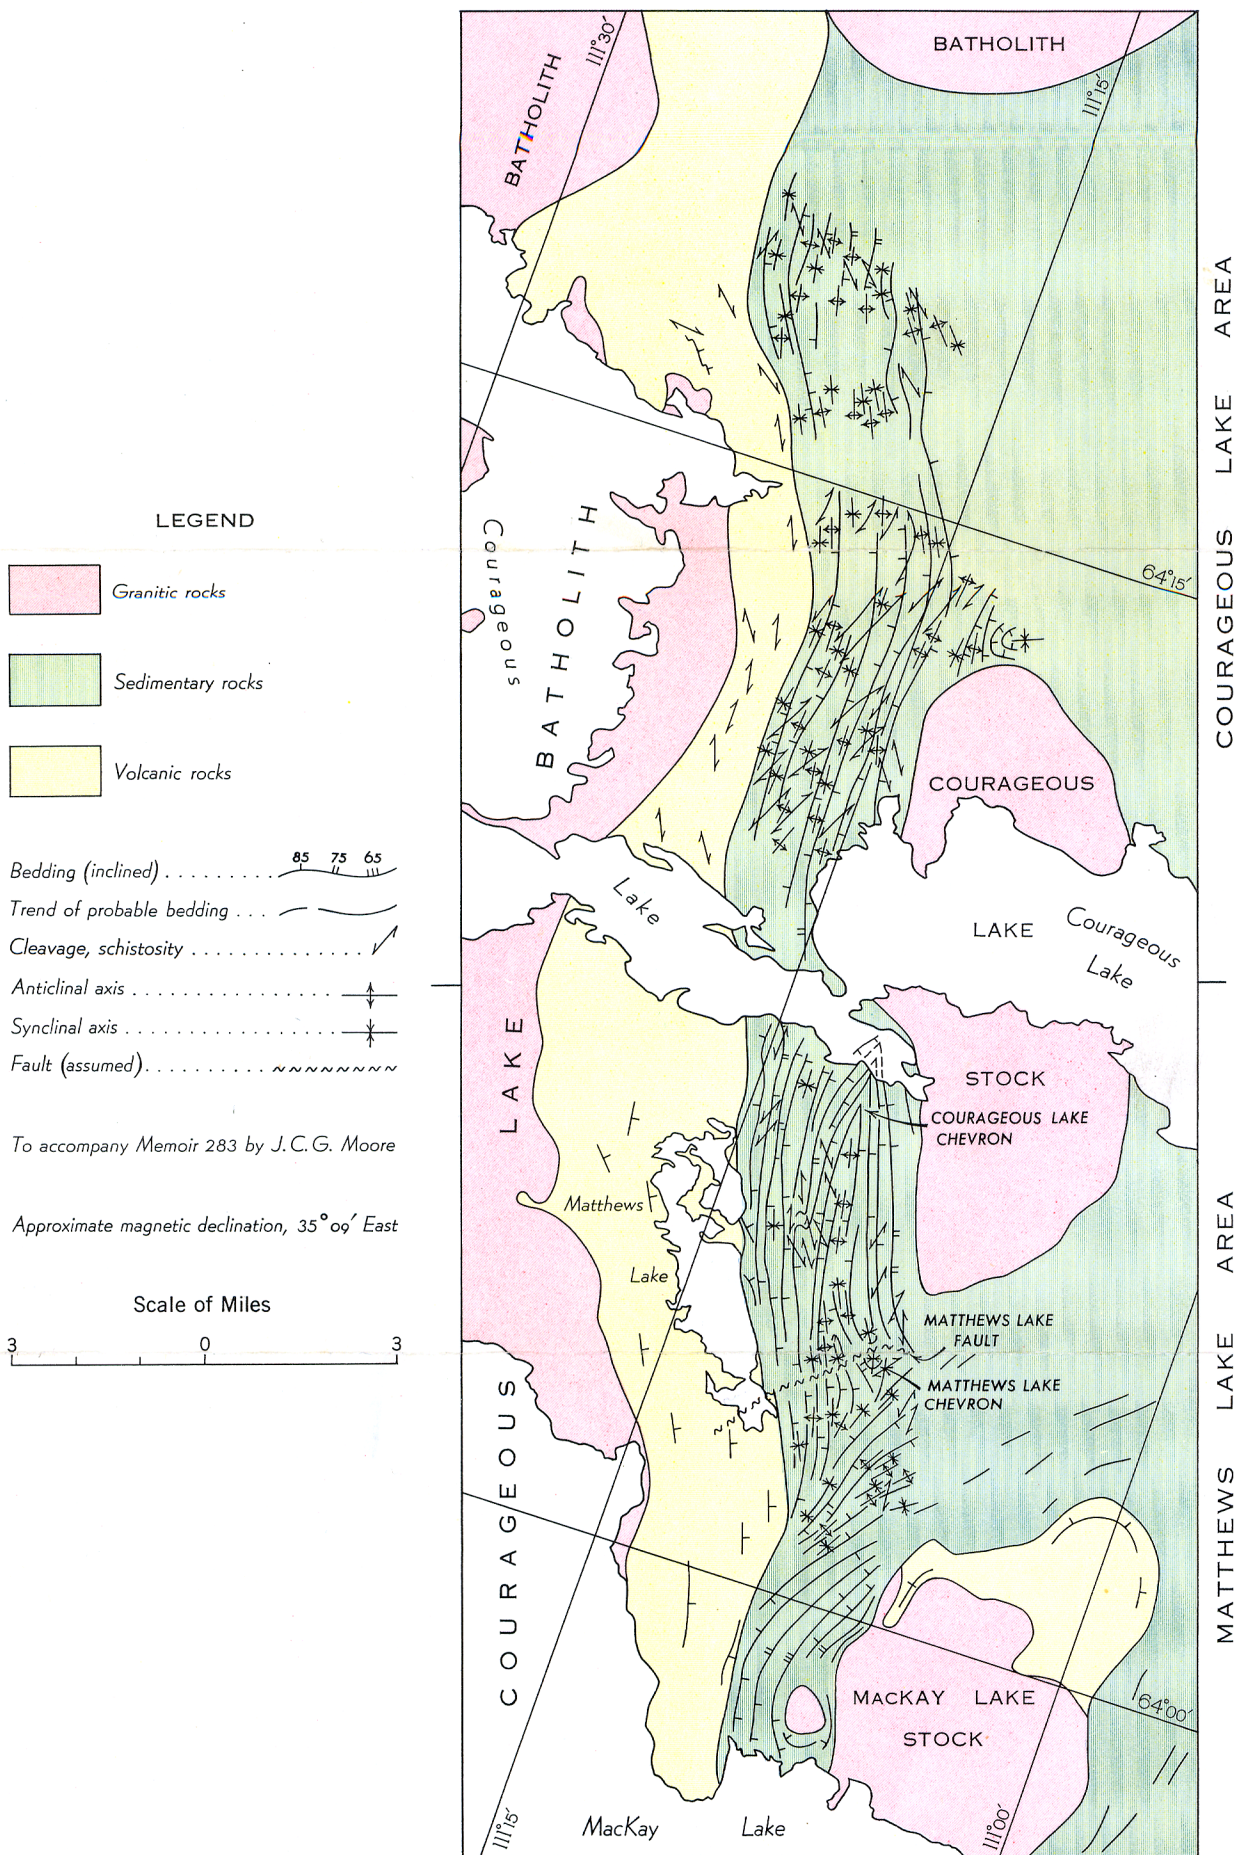 BATHOLITH
111°30′
BATHOLITH
111°15′
COURAGEOUS LAKE AREA
LEGEND
Granitic rocks
Sedimentary rocks
Volcanic rocks
85 75 65
Bedding (inclined)
Trend of probable bedding
Cleavage, schistosity
Anticlinal axis
Synclinal axis
Fault (assumed)
To accompany Memoir 283 by J.C.G. Moore
Approximate magnetic declination, 35°09′ East
Scale of Miles
3 0 3
Courageous
BATHOLITH
64°15′
COURAGEOUS
Lake
LAKE
Courageous
Lake
LAKE
STOCK
COURAGEOUS LAKE
CHEVRON
Matthews
Lake
MATTHEWS LAKE
FAULT
MATTHEWS LAKE
CHEVRON
COURAGEOUS
MATTHEWS LAKE AREA
MACKAY LAKE
STOCK
64°00′
111°15′
MacKay Lake
111°00′